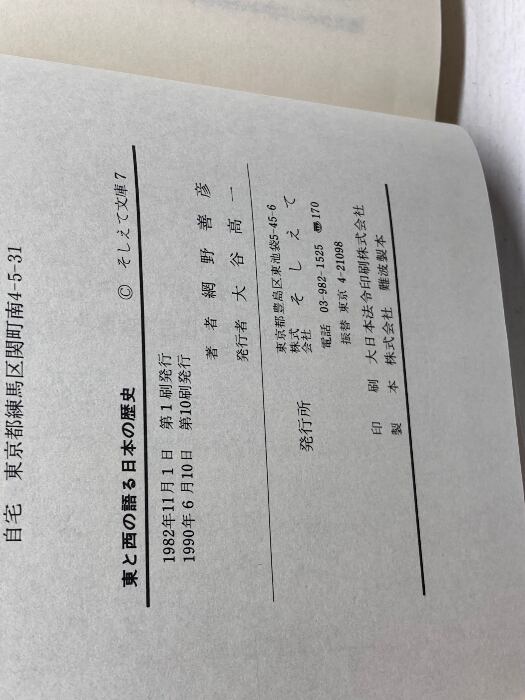 自宅 東京都練馬区関町南4-5-31
東と西の語る日本の歴史 © そしえて文庫7
1982年11月1日 第1刷発行
1990年6月10日 第10刷発行
著者 網野善彦
発行者 大谷高一
東京都豊島区東池袋5-45-6
発行所 株式会社 そしえて
電話 03-982-1525 〠170
振替 東京 4-21098
印刷 大日本法令印刷株式会社
製本 株式会社 難波製本